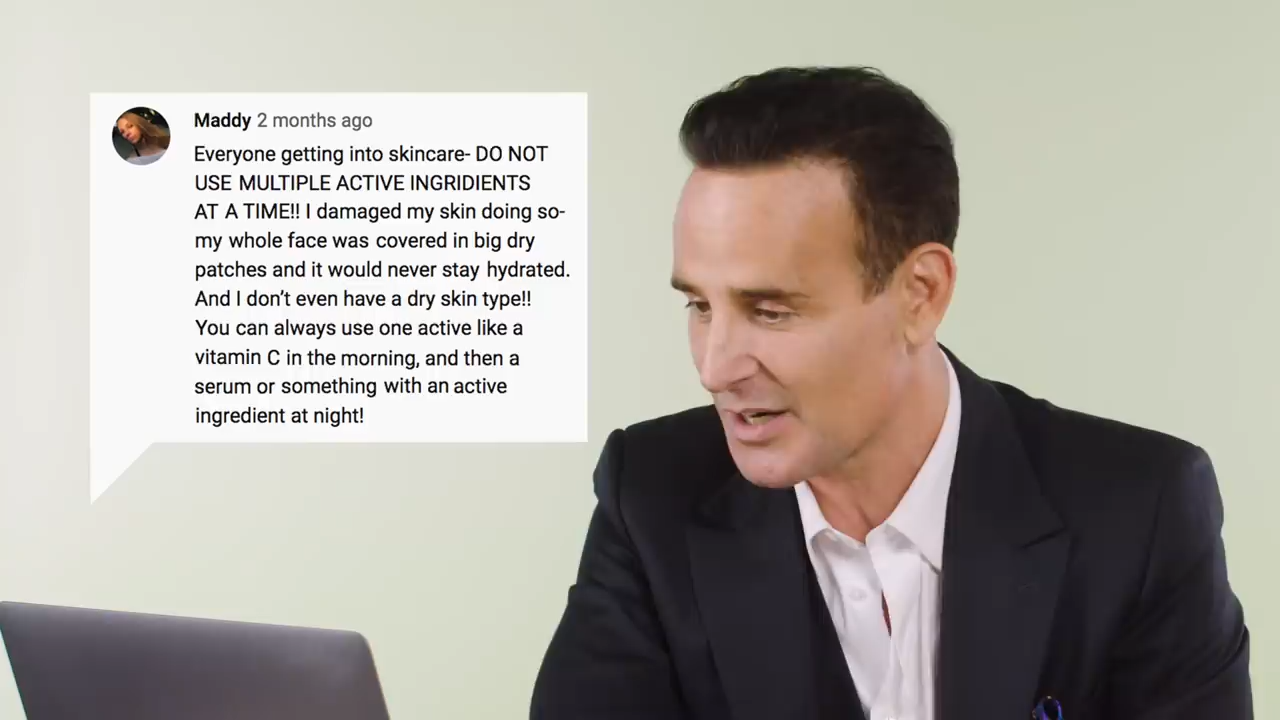 Maddy 2 months ago
Everyone getting into skincare- DO NOT
USE MULTIPLE ACTIVE INGRIDIENTS
AT A TIME!! I damaged my skin doing so-
my whole face was covered in big dry
patches and it would never stay hydrated.
And I don’t even have a dry skin type!!
You can always use one active like a
vitamin C in the morning, and then a
serum or something with an active
ingredient at night!